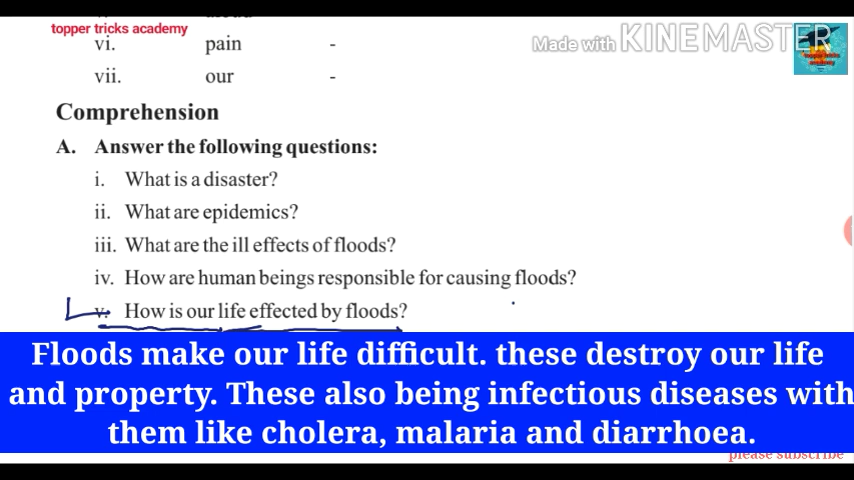 topper tricks academy
Made with KINEMASTER
vi. pain -
vii. our -
Comprehension
A. Answer the following questions:
i. What is a disaster?
ii. What are epidemics?
iii. What are the ill effects of floods?
iv. How are human beings responsible for causing floods?
v. How is our life effected by floods?
Floods make our life difficult. these destroy our life
and property. These also being infectious diseases with
them like cholera, malaria and diarrhoea.
please subscribe